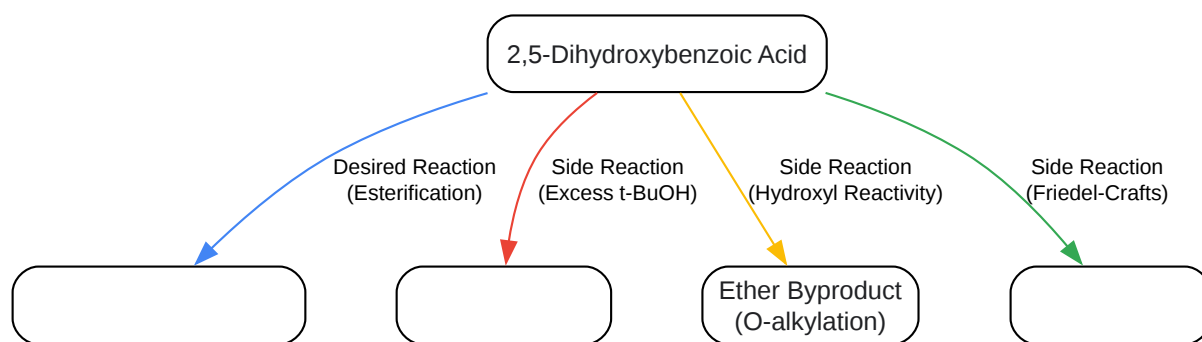 2,5-Dihydroxybenzoic Acid
Desired Reaction
(Esterification)
Side Reaction
(Excess t-BuOH)
Side Reaction
(Hydroxyl Reactivity)
Side Reaction
(Friedel-Crafts)
Ether Byproduct
(O-alkylation)